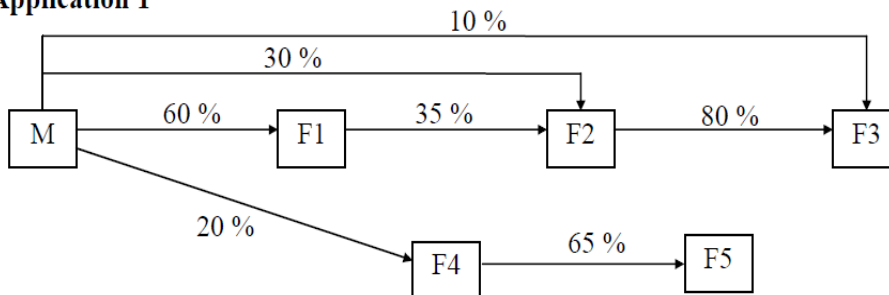 Application 1
10 %
30 %
60 %
35 %
80 %
M
F1
F2
F3
20 %
65 %
F4
F5